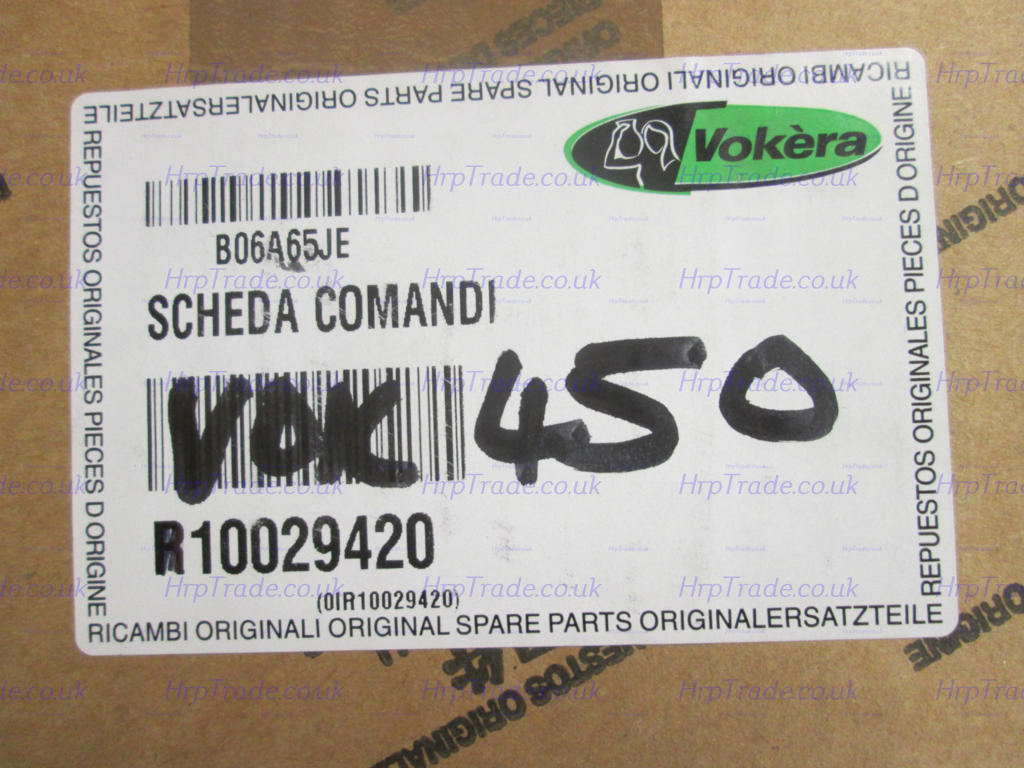 RICAMBI ORIGINALI ORIGINAL SPARE PARTS ORIGINALERSATZTEILE
Vokèra
B06A65JE
SCHEDA COMANDI
VOK 450
R10029420
(0IR10029420)
REPUESTOS ORIGINALES PIECES D ORIGINE
REPUESTOS ORIGINALES PIECES D ORIGINE
RICAMBI ORIGINALI ORIGINAL SPARE PARTS ORIGINALERSATZTEILE
HrpTrade.co.uk